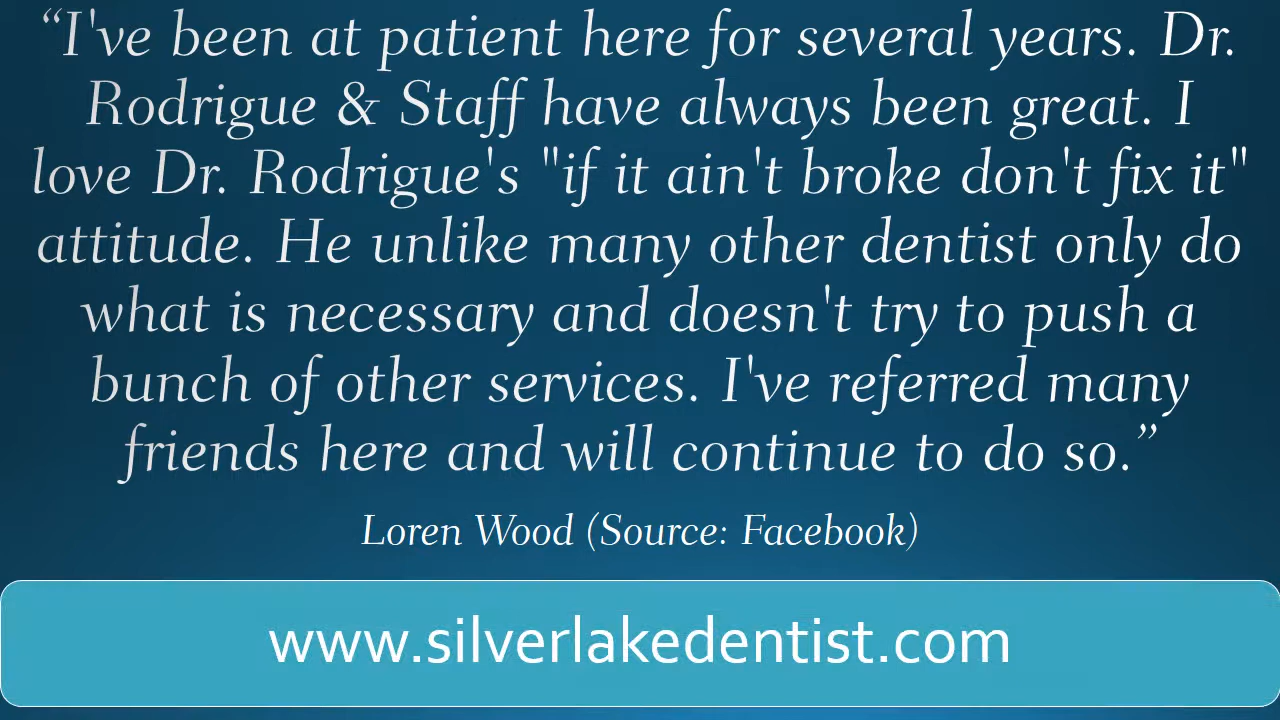 “I've been at patient here for several years. Dr.
Rodrigue & Staff have always been great. I
love Dr. Rodrigue's "if it ain't broke don't fix it"
attitude. He unlike many other dentist only do
what is necessary and doesn't try to push a
bunch of other services. I've referred many
friends here and will continue to do so.”
Loren Wood (Source: Facebook)
www.silverlakedentist.com